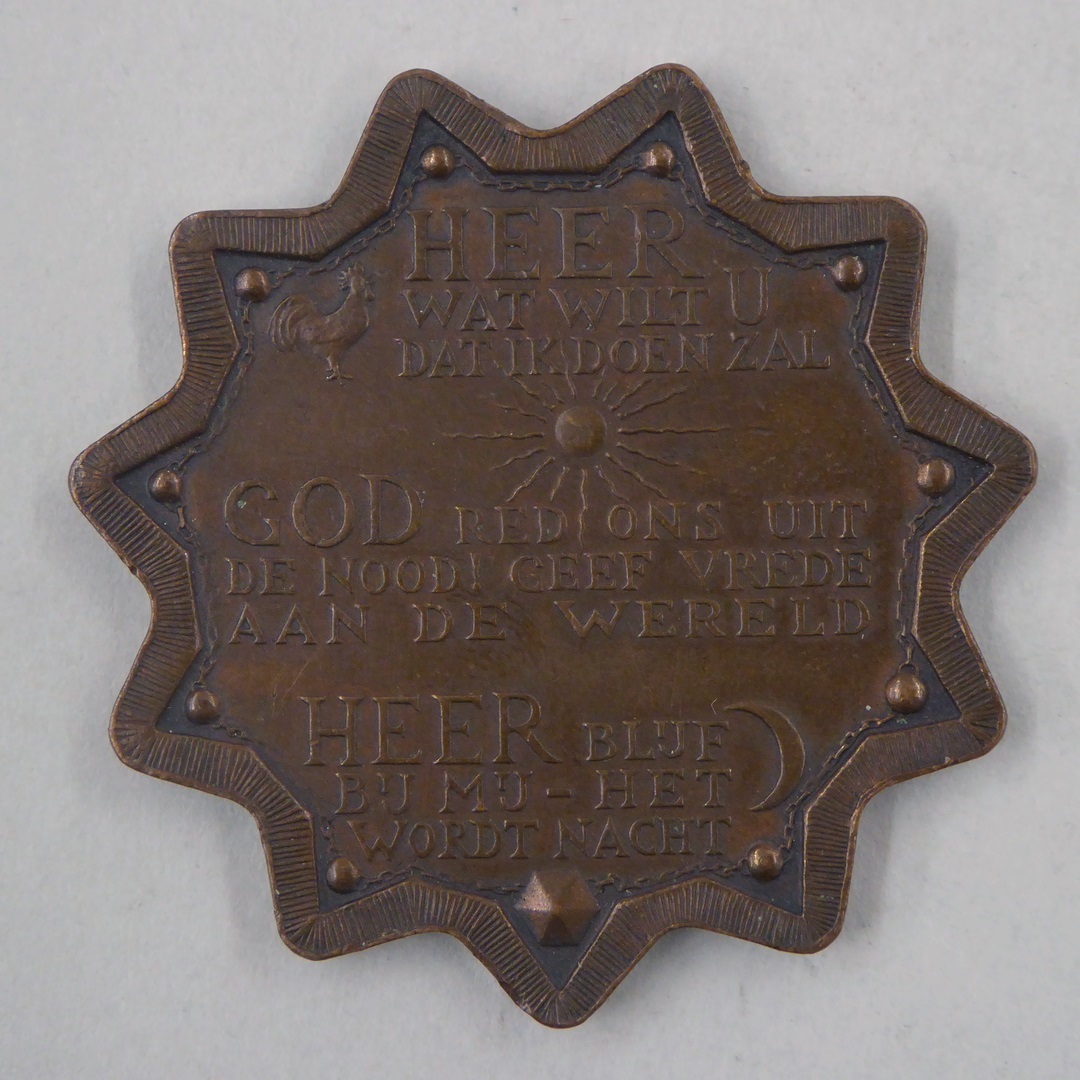 HEER
WAT WILT U
DAT IK DOEN ZAL
GOD RED ONS UIT
DE NOOD! GEEF VREDE
AAN DE WERELD
HEER BLIJF
BIJ MIJ - HET
WORDT NACHT